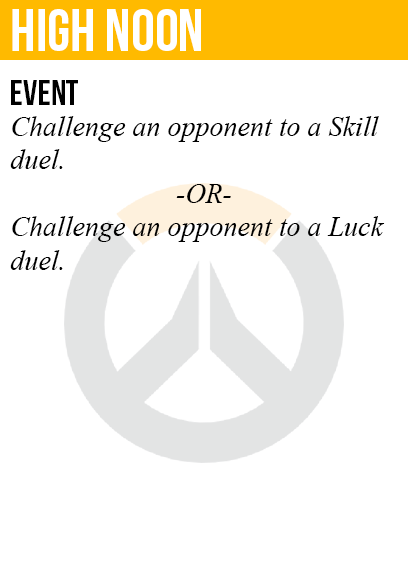 HIGH NOON
EVENT
Challenge an opponent to a Skill
duel.
-OR-
Challenge an opponent to a Luck
duel.